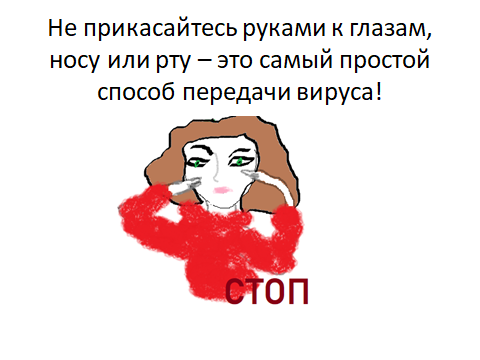 Не прикасайтесь руками к глазам,
носу или рту – это самый простой
способ передачи вируса!
СТОП